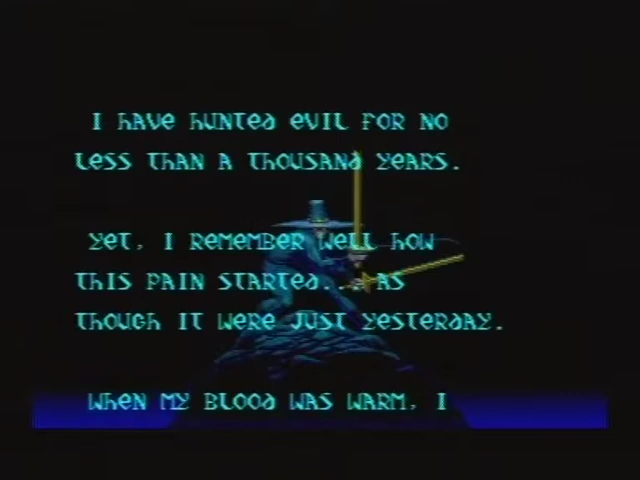 I HAVE HUNTED EVIL FOR NO
LESS THAN A THOUSAND YEARS.
YET, I REMEMBER WELL HOW
THIS PAIN STARTED... AS
THOUGH IT WERE JUST YESTERDAY.
WHEN MY BLOOD WAS WARM, I